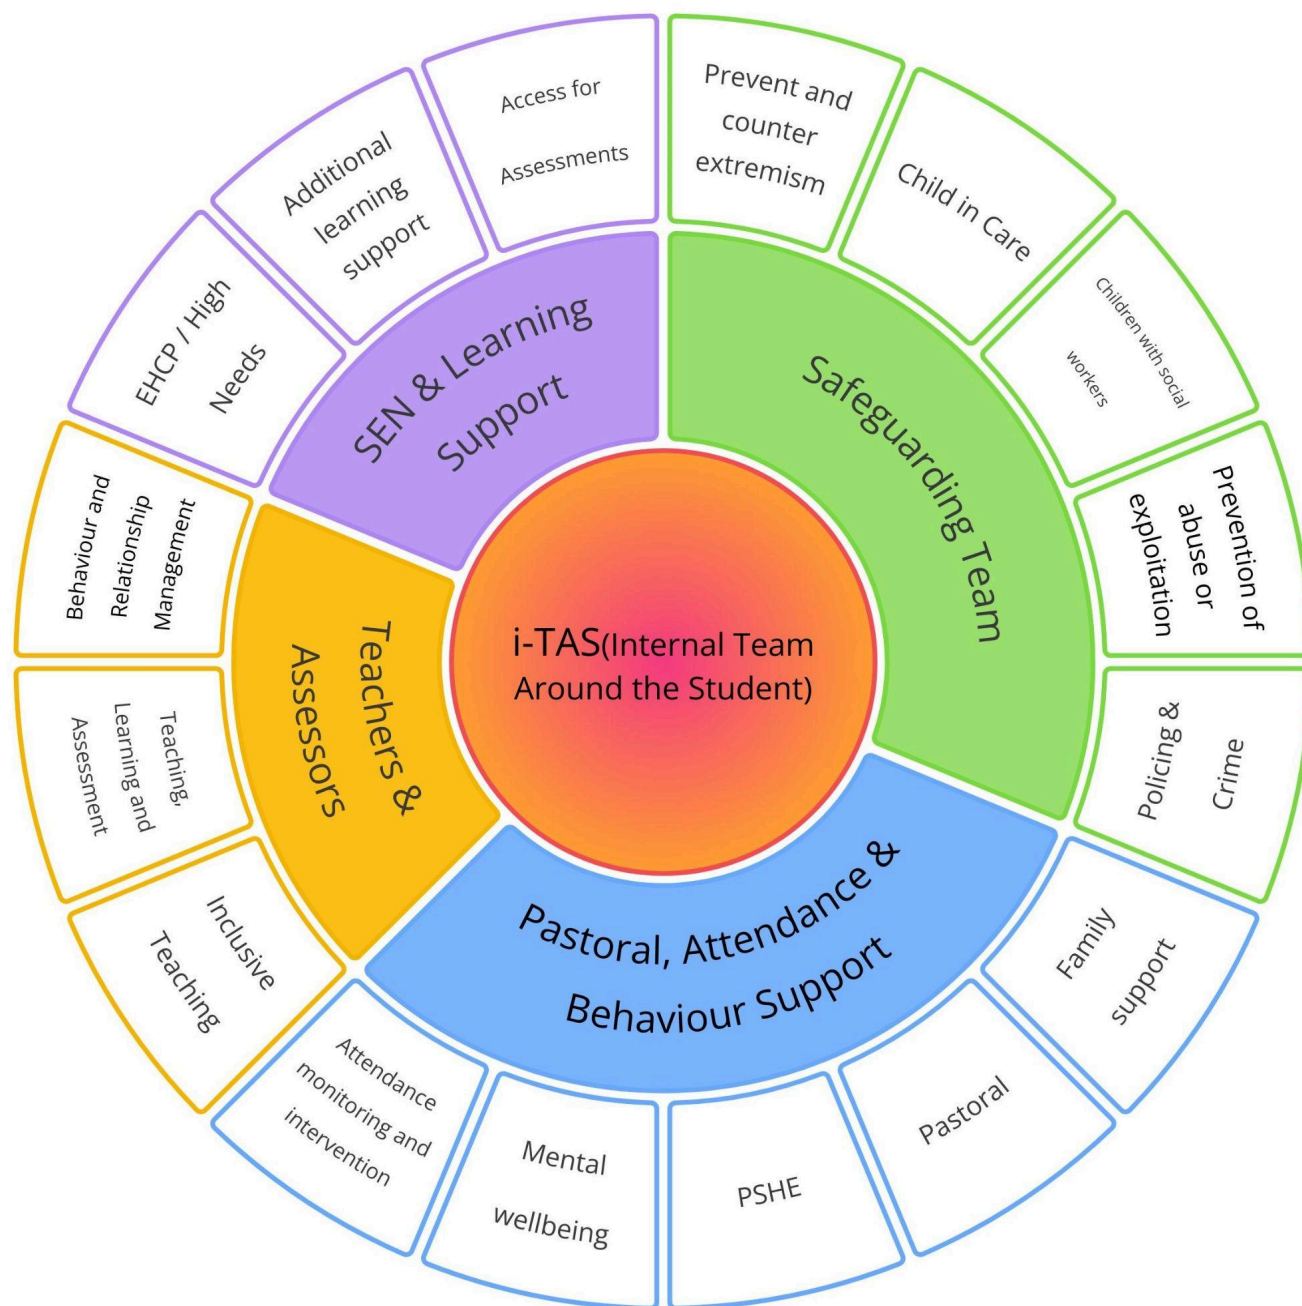 i-TAS(Internal Team
Around the Student)
Safeguarding Team
Prevent and
counter
extremism
Child in Care
Children with social
workers
Prevention of
abuse or
exploitation
Policing &
Crime
Pastoral, Attendance &
Behaviour Support
Family
support
Pastoral
PSHE
Mental
wellbeing
Attendance
monitoring and
intervention
Teachers &
Assessors
Inclusive
Teaching
Teaching,
Learning and
Assessment
Behaviour and
Relationship
Management
SEN & Learning
Support
EHCP / High
Needs
Additional
learning
support
Access for
Assessments